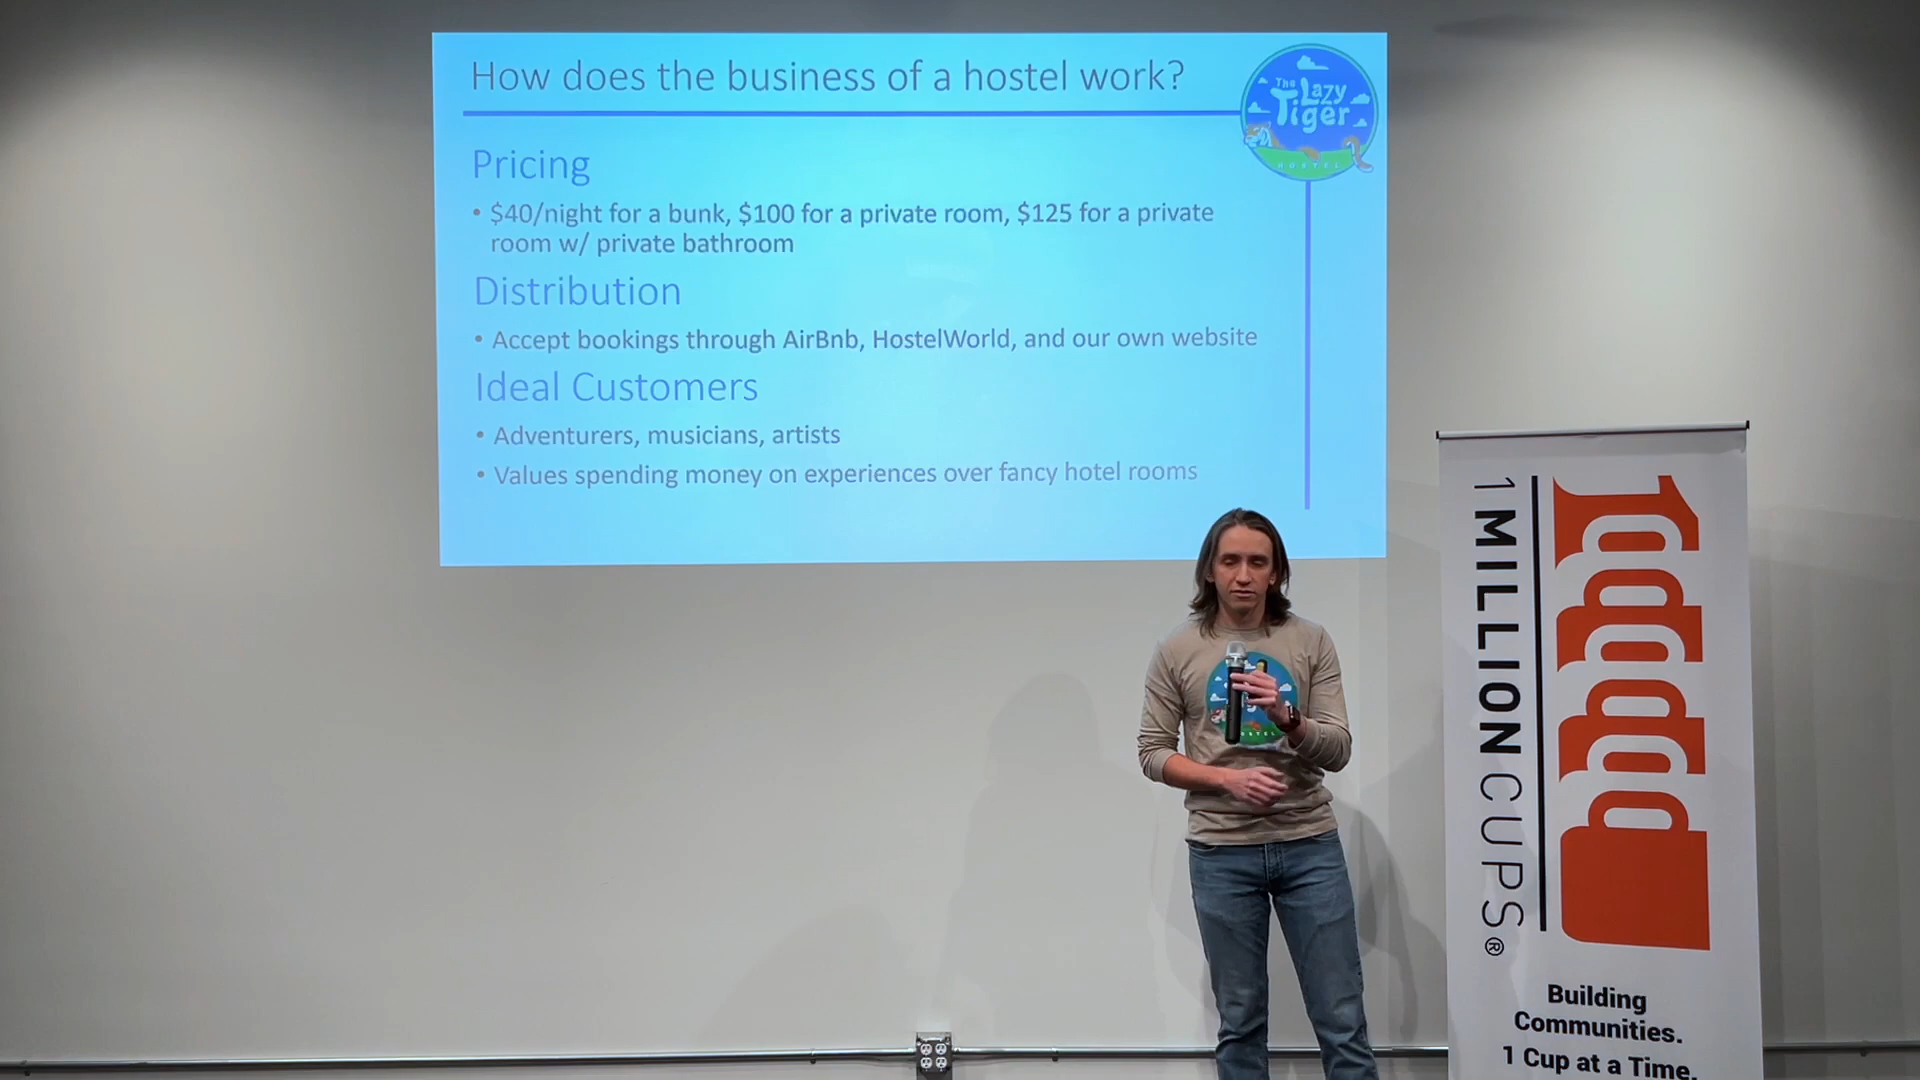 How does the business of a hostel work?
The Lazy
Tiger
HOSTEL
Pricing
• $40/night for a bunk, $100 for a private room, $125 for a private
room w/ private bathroom
Distribution
• Accept bookings through AirBnb, HostelWorld, and our own website
Ideal Customers
• Adventurers, musicians, artists
• Values spending money on experiences over fancy hotel rooms
1 MILLION CUPS®
Building
Communities.
1 Cup at a Time.